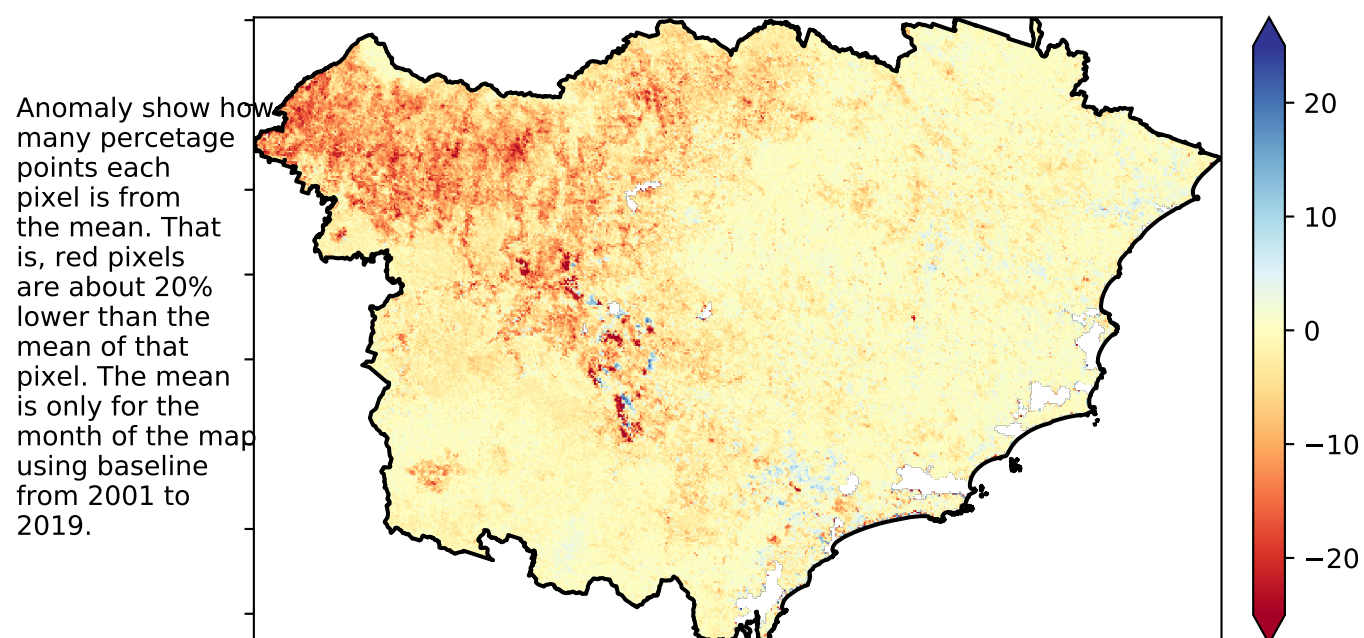 Anomaly show how
many percetage
points each
pixel is from
the mean. That
is, red pixels
are about 20%
lower than the
mean of that
pixel. The mean
is only for the
month of the map
using baseline
from 2001 to
2019.
20
10
0
−10
−20